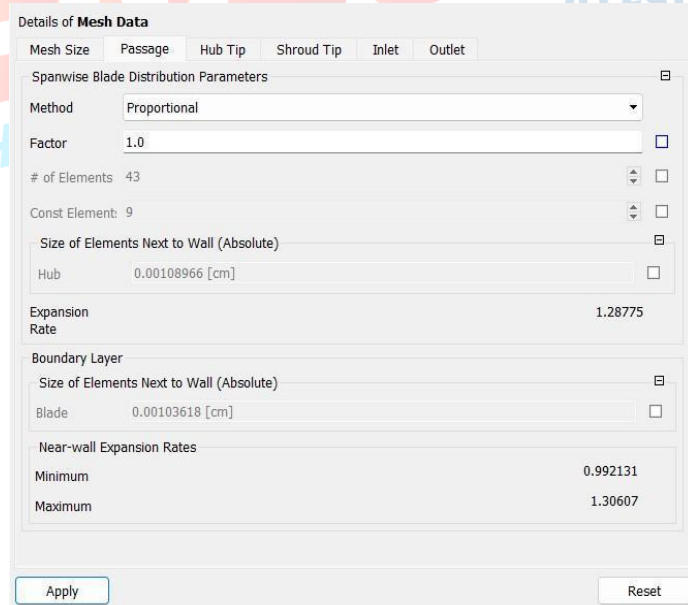 Details of Mesh Data
Mesh Size Passage Hub Tip Shroud Tip Inlet Outlet
Spanwise Blade Distribution Parameters
Method Proportional
Factor 1.0
# of Elements 43
Const Element: 9
Size of Elements Next to Wall (Absolute)
Hub 0.00108966 [cm]
Expansion 1.28775
Rate
Boundary Layer
Size of Elements Next to Wall (Absolute)
Blade 0.00103618 [cm]
Near-wall Expansion Rates
Minimum 0.992131
Maximum 1.30607
Apply Reset